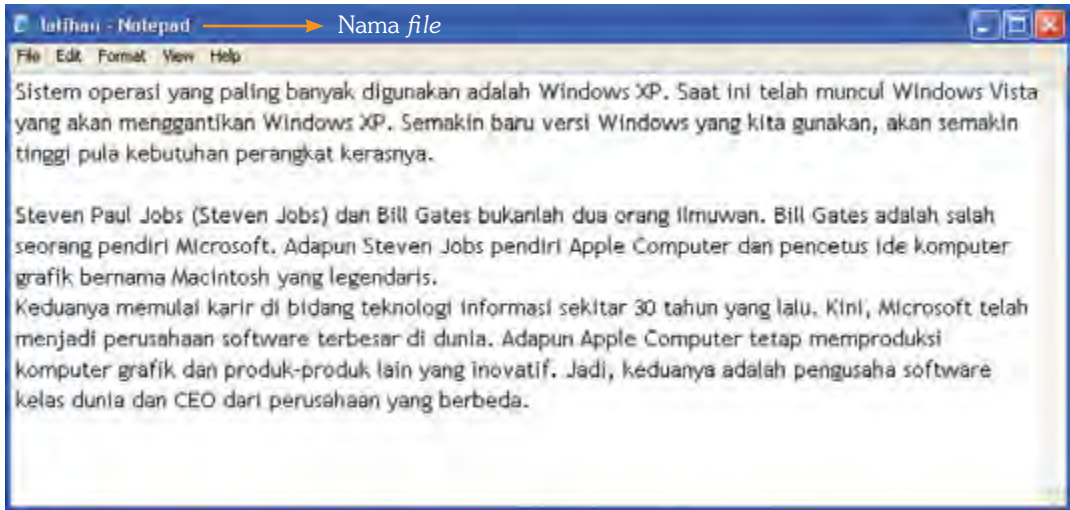 latihan - Notepad Nama file
File Edit Format View Help
Sistem operasi yang paling banyak digunakan adalah Windows XP. Saat ini telah muncul Windows Vista
yang akan menggantikan Windows XP. Semakin baru versi Windows yang kita gunakan, akan semakin
tinggi pula kebutuhan perangkat kerasnya.
Steven Paul Jobs (Steven Jobs) dan Bill Gates bukanlah dua orang ilmuwan. Bill Gates adalah salah
seorang pendiri Microsoft. Adapun Steven Jobs pendiri Apple Computer dan pencetus ide komputer
grafik bernama Macintosh yang legendaris.
Keduanya memulai karir di bidang teknologi informasi sekitar 30 tahun yang lalu. Kini, Microsoft telah
menjadi perusahaan software terbesar di dunia. Adapun Apple Computer tetap memproduksi
komputer grafik dan produk-produk lain yang inovatif. Jadi, keduanya adalah pengusaha software
kelas dunia dan CEO dari perusahaan yang berbeda.